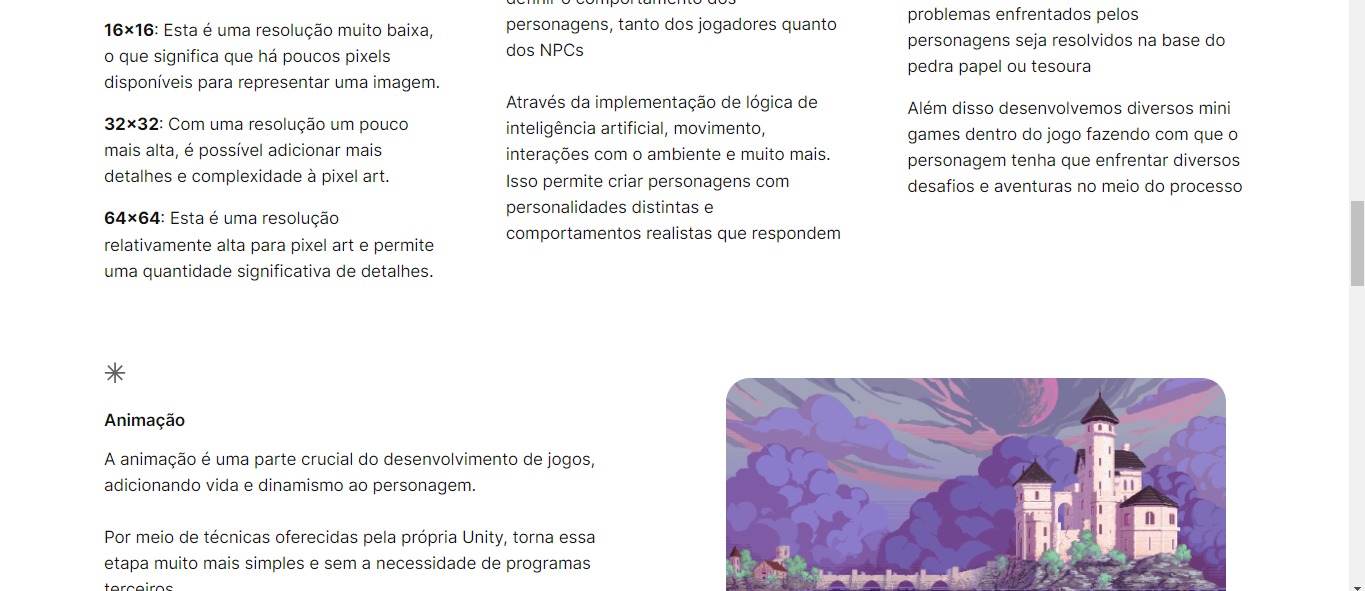 16×16: Esta é uma resolução muito baixa,
o que significa que há poucos pixels
disponíveis para representar uma imagem.
32×32: Com uma resolução um pouco
mais alta, é possível adicionar mais
detalhes e complexidade à pixel art.
64×64: Esta é uma resolução
relativamente alta para pixel art e permite
uma quantidade significativa de detalhes.
definir o comportamento dos
personagens, tanto dos jogadores quanto
dos NPCs
Através da implementação de lógica de
inteligência artificial, movimento,
interações com o ambiente e muito mais.
Isso permite criar personagens com
personalidades distintas e
comportamentos realistas que respondem
problemas enfrentados pelos
personagens seja resolvidos na base do
pedra papel ou tesoura
Além disso desenvolvemos diversos mini
games dentro do jogo fazendo com que o
personagem tenha que enfrentar diversos
desafios e aventuras no meio do processo
Animação
A animação é uma parte crucial do desenvolvimento de jogos,
adicionando vida e dinamismo ao personagem.
Por meio de técnicas oferecidas pela própria Unity, torna essa
etapa muito mais simples e sem a necessidade de programas
terceiros